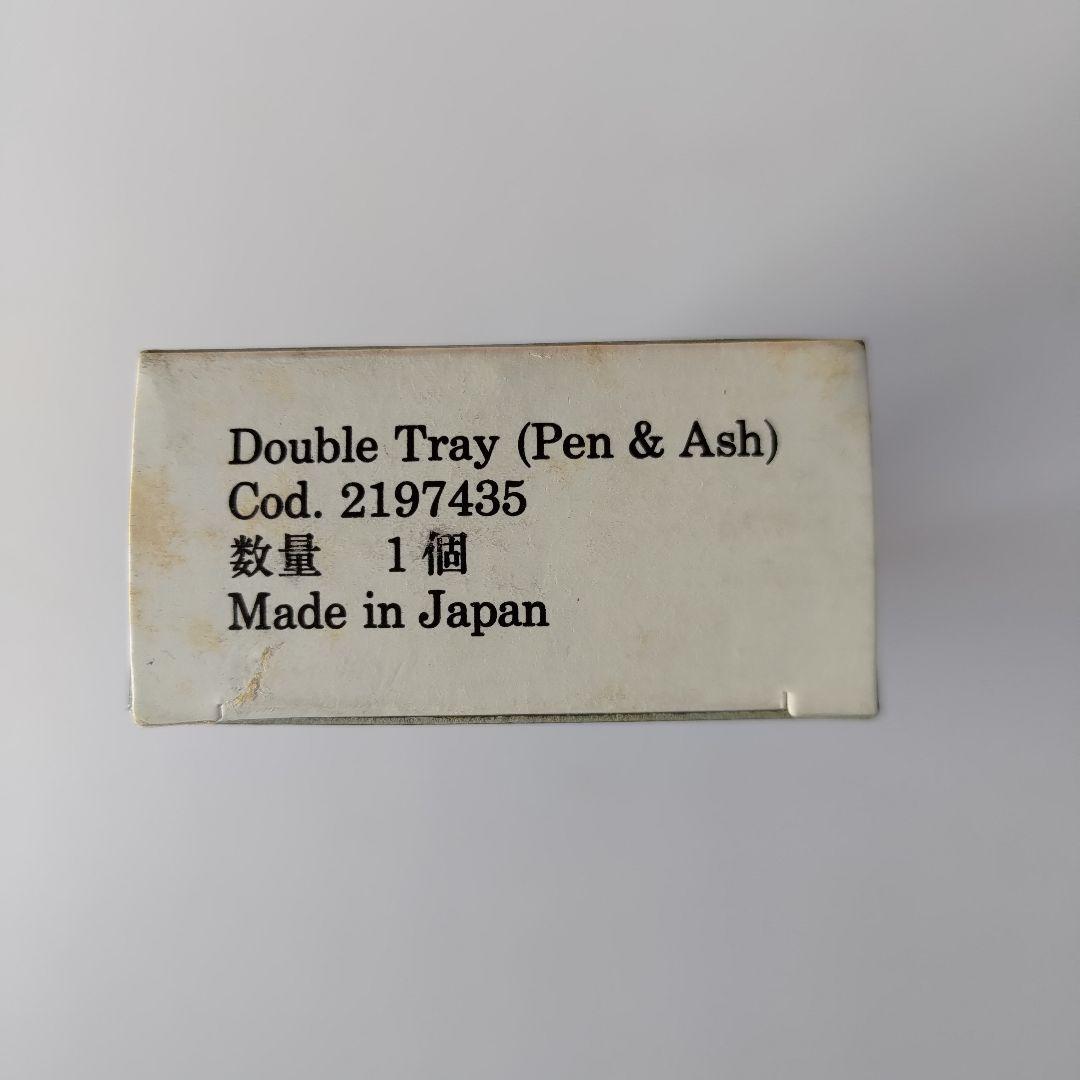 Double Tray (Pen & Ash)
Cod. 2197435
数量　1個
Made in Japan